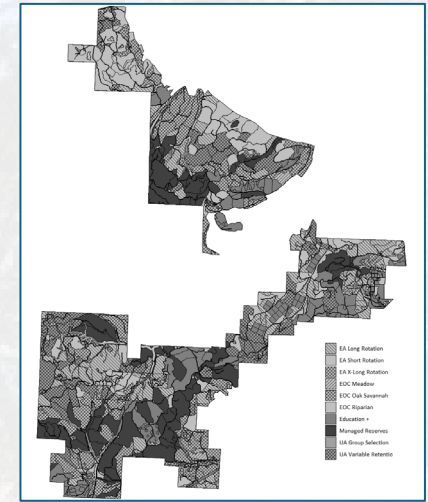 EA Long Rotation
EA Short Rotation
EA X-Long Rotation
EOC Meadow
EOC Oak Savannah
EOC Riparian
Education +
Managed Reserves
UA Group Selection
UA Variable Retentio